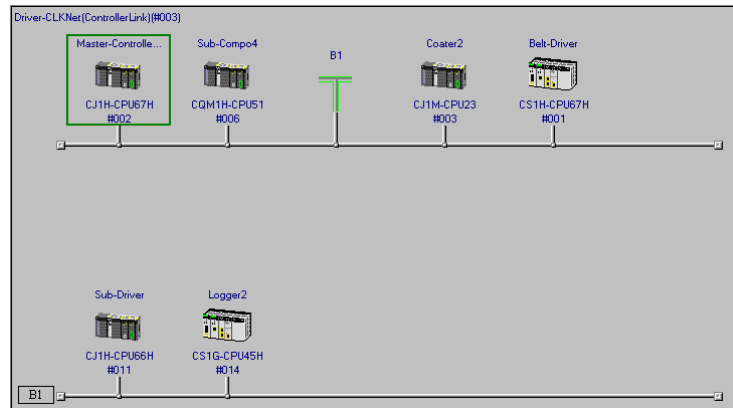 Driver-CLKNet(ControllerLink)(#003)
Master-Controlle...
CJ1H-CPU67H
#002
Sub-Compo4
CQM1H-CPU51
#006
B1
Coater2
CJ1M-CPU23
#003
Belt-Driver
CS1H-CPU67H
#001
Sub-Driver
CJ1H-CPU66H
#011
Logger2
CS1G-CPU45H
#014
B1